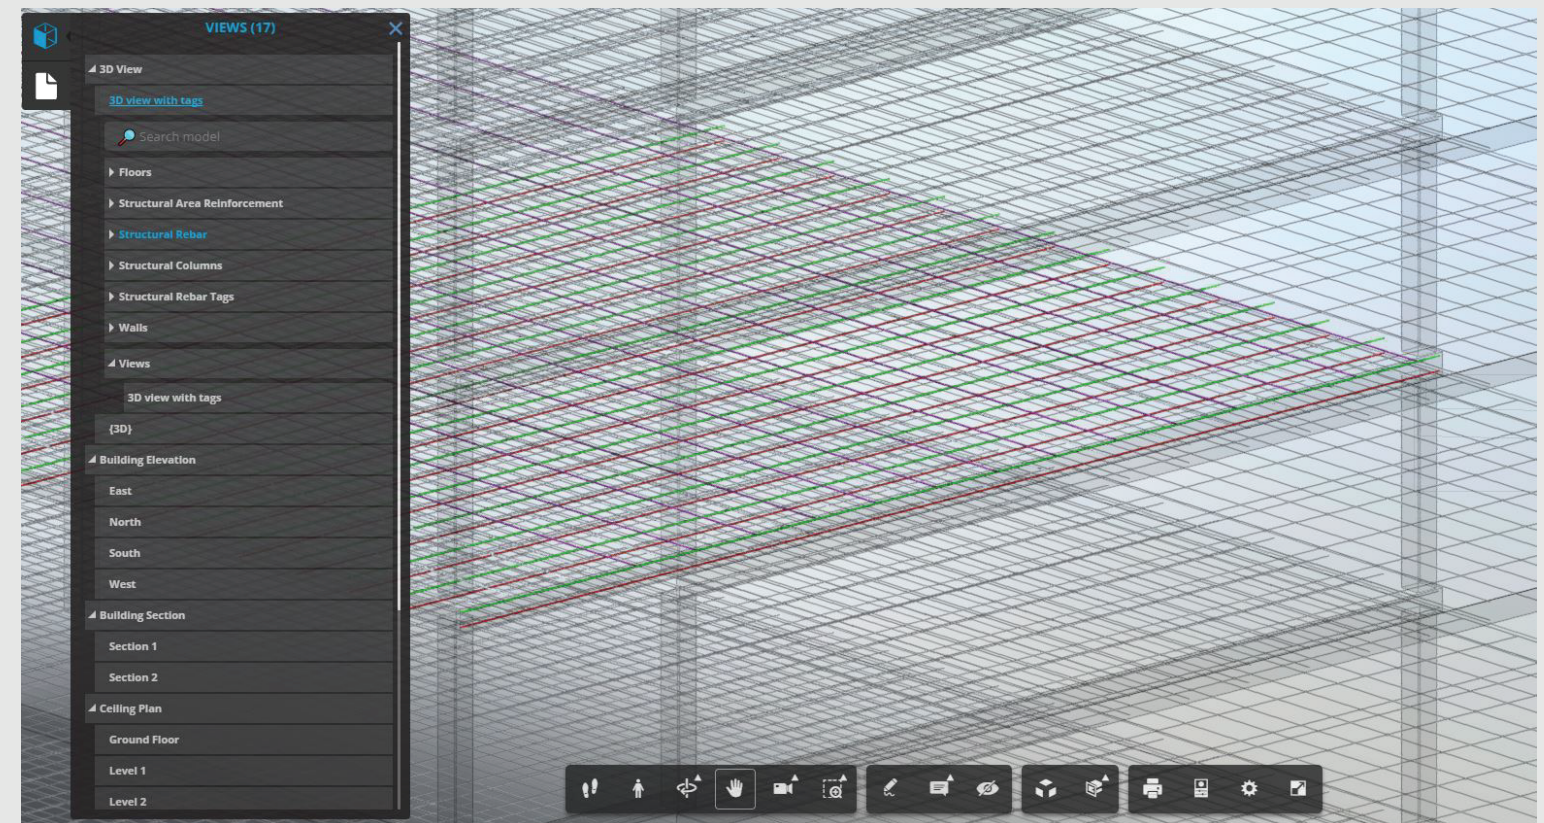 VIEWS (17)
3D View
3D view with tags
Search model
Floors
Structural Area Reinforcement
Structural Rebar
Structural Columns
Structural Rebar Tags
Walls
Views
3D view with tags
{3D}
Building Elevation
East
North
South
West
Building Section
Section 1
Section 2
Ceiling Plan
Ground Floor
Level 1
Level 2